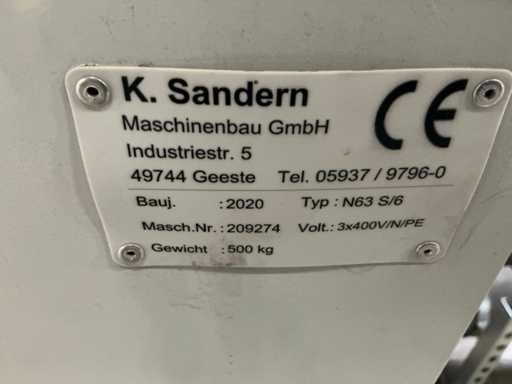 K. Sandern
Maschinenbau GmbH
Industriestr. 5
49744 Geeste Tel. 05937 / 9796-0
CE
Bauj. : 2020 Typ : N63 S/6
Masch.Nr. : 209274 Volt.: 3x400V/N/PE
Gewicht : 500 kg